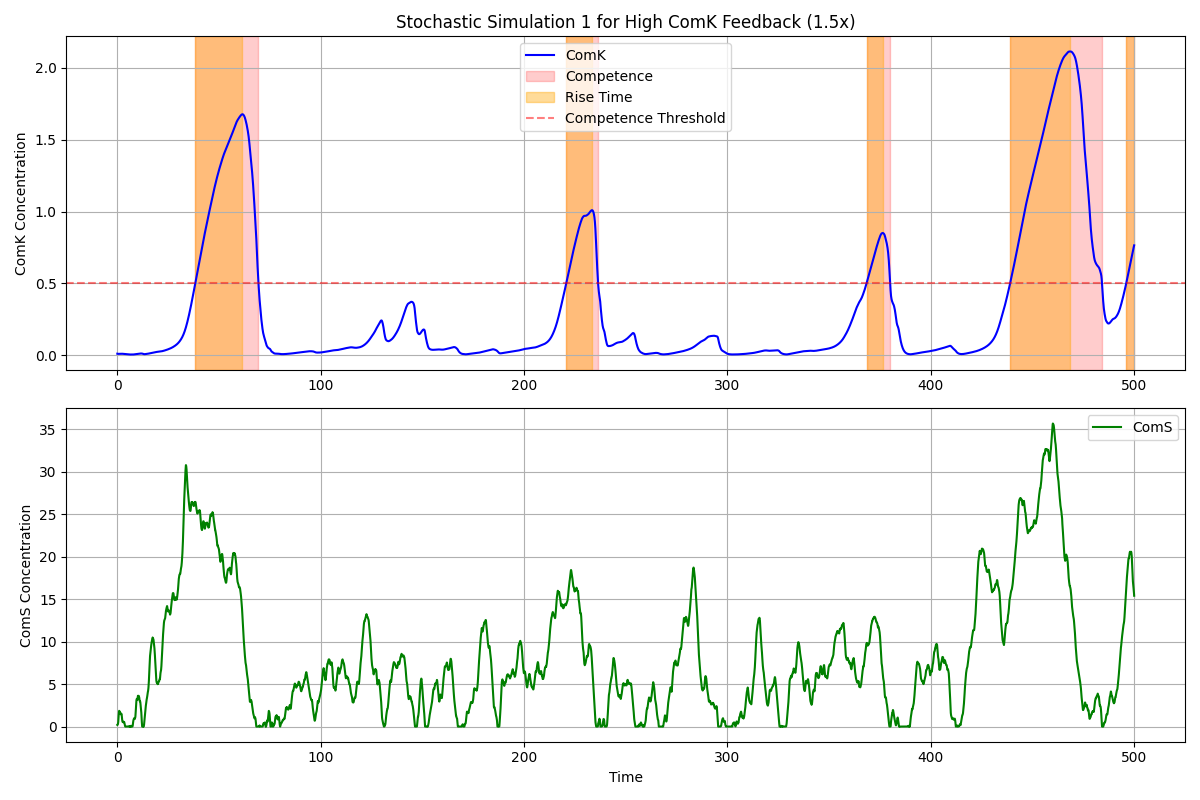 Stochastic Simulation 1 for High ComK Feedback (1.5x)
ComK
Competence
Rise Time
Competence Threshold
ComK Concentration
2.0
1.5
1.0
0.5
0.0
0 100 200 300 400 500
ComS
ComS Concentration
35
30
25
20
15
10
5
0
0 100 200 300 400 500
Time